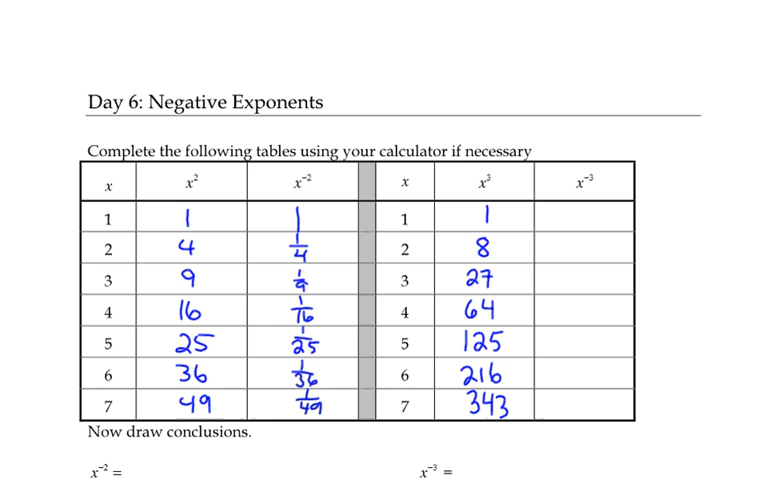 Day 6: Negative Exponents
Complete the following tables using your calculator if necessary
x x² x⁻² x x³ x⁻³
1 1 1 1 1
2 4 1/4 2 8
3 9 1/9 3 27
4 16 1/16 4 64
5 25 1/25 5 125
6 36 1/36 6 216
7 49 1/49 7 343
Now draw conclusions.
x⁻² = x⁻³ =